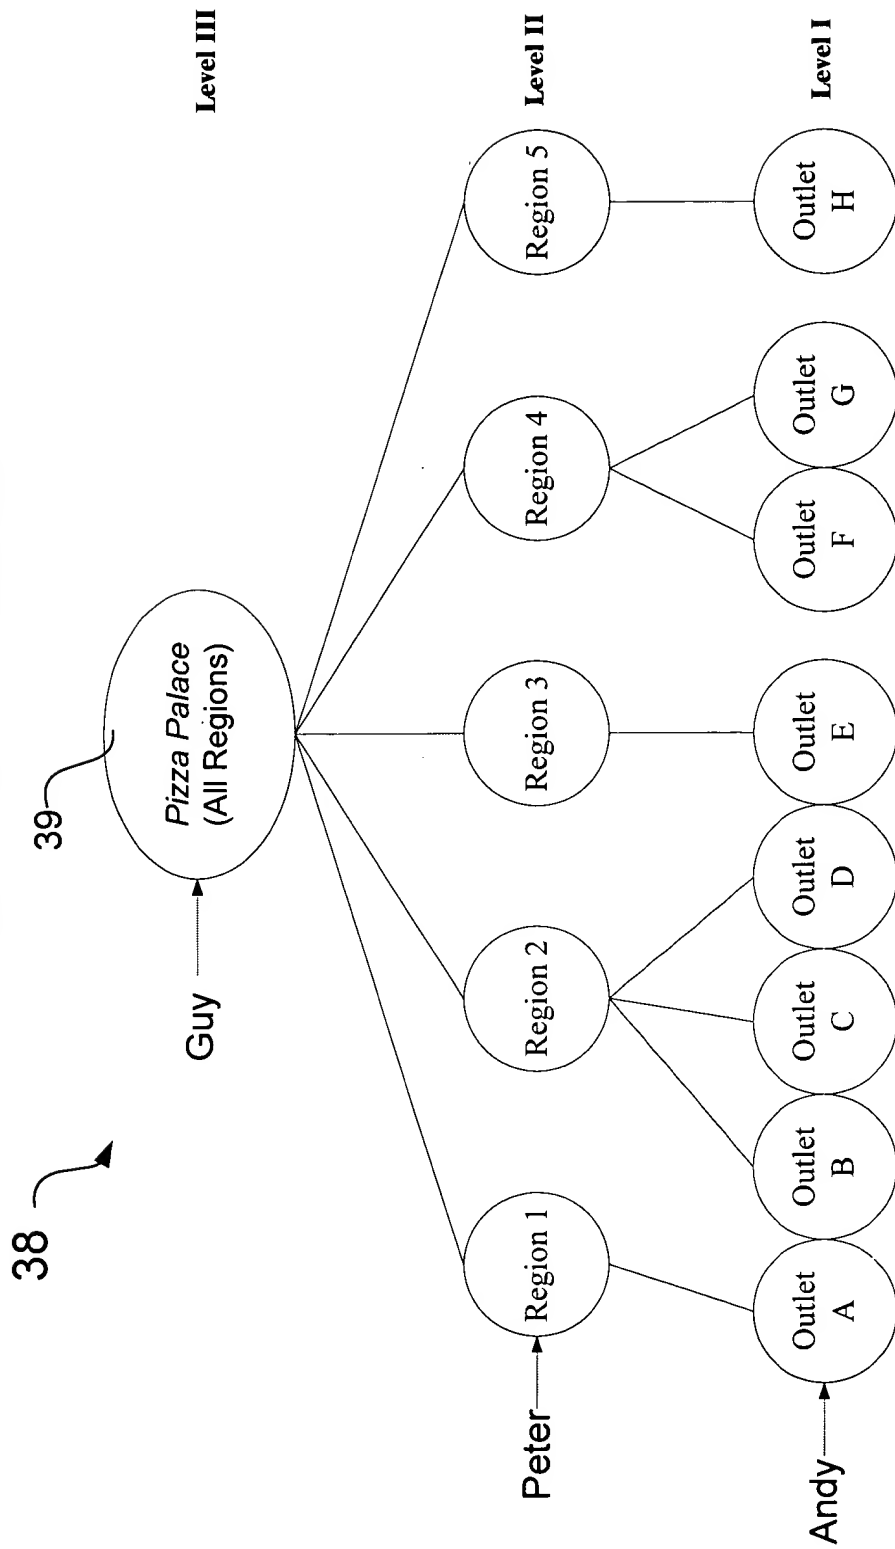 38
39
Guy
Pizza Palace
(All Regions)
Level III
Peter
Region 1
Region 2
Region 3
Region 4
Region 5
Level II
Andy
Outlet
A
Outlet
B
Outlet
C
Outlet
D
Outlet
E
Outlet
F
Outlet
G
Outlet
H
Level I